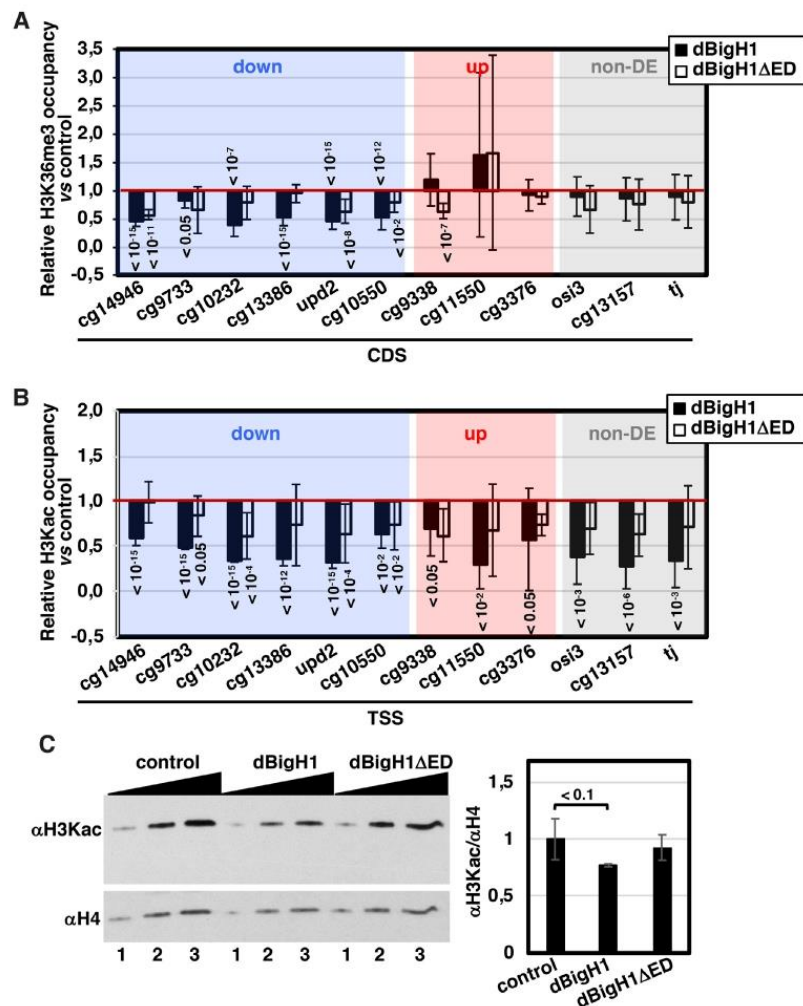 A
Relative H3K36me3 occupancy
vs control
3,5
3,0
2,5
2,0
1,5
1,0
0,5
0,0
-0,5
down
up
non-DE
dBigH1
dBigH1ΔED
< 10⁻¹⁵
< 10⁻¹¹
< 0.05
< 10⁻⁷
< 10⁻¹⁵
< 10⁻¹⁵
< 10⁻⁸
< 10⁻¹²
< 10⁻²
< 10⁻⁷
cg14946
cg9733
cg10232
cg13386
upd2
cg10550
cg9338
cg11550
cg3376
osi3
cg13157
tj
CDS
B
Relative H3Kac occupancy
vs control
2,0
1,5
1,0
0,5
0,0
-0,5
down
up
non-DE
dBigH1
dBigH1ΔED
< 10⁻¹⁵
< 10⁻¹⁵
< 0.05
< 10⁻¹⁵
< 10⁻⁴
< 10⁻¹²
< 10⁻¹⁵
< 10⁻⁴
< 10⁻²
< 10⁻²
< 0.05
< 10⁻²
< 0.05
< 10⁻³
< 10⁻⁶
< 10⁻³
cg14946
cg9733
cg10232
cg13386
upd2
cg10550
cg9338
cg11550
cg3376
osi3
cg13157
tj
TSS
C
control dBigH1 dBigH1ΔED
αH3Kac
αH4
1 2 3 1 2 3 1 2 3
αH3Kac/αH4
1,5
1
0,5
0
< 0.1
control
dBigH1
dBigH1ΔED